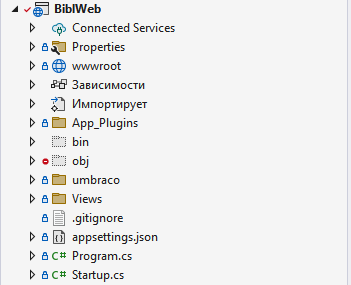 BiblWeb
Connected Services
Properties
wwwroot
Зависимости
Импортирует
App_Plugins
bin
obj
umbraco
Views
.gitignore
appsettings.json
C# Program.cs
C# Startup.cs